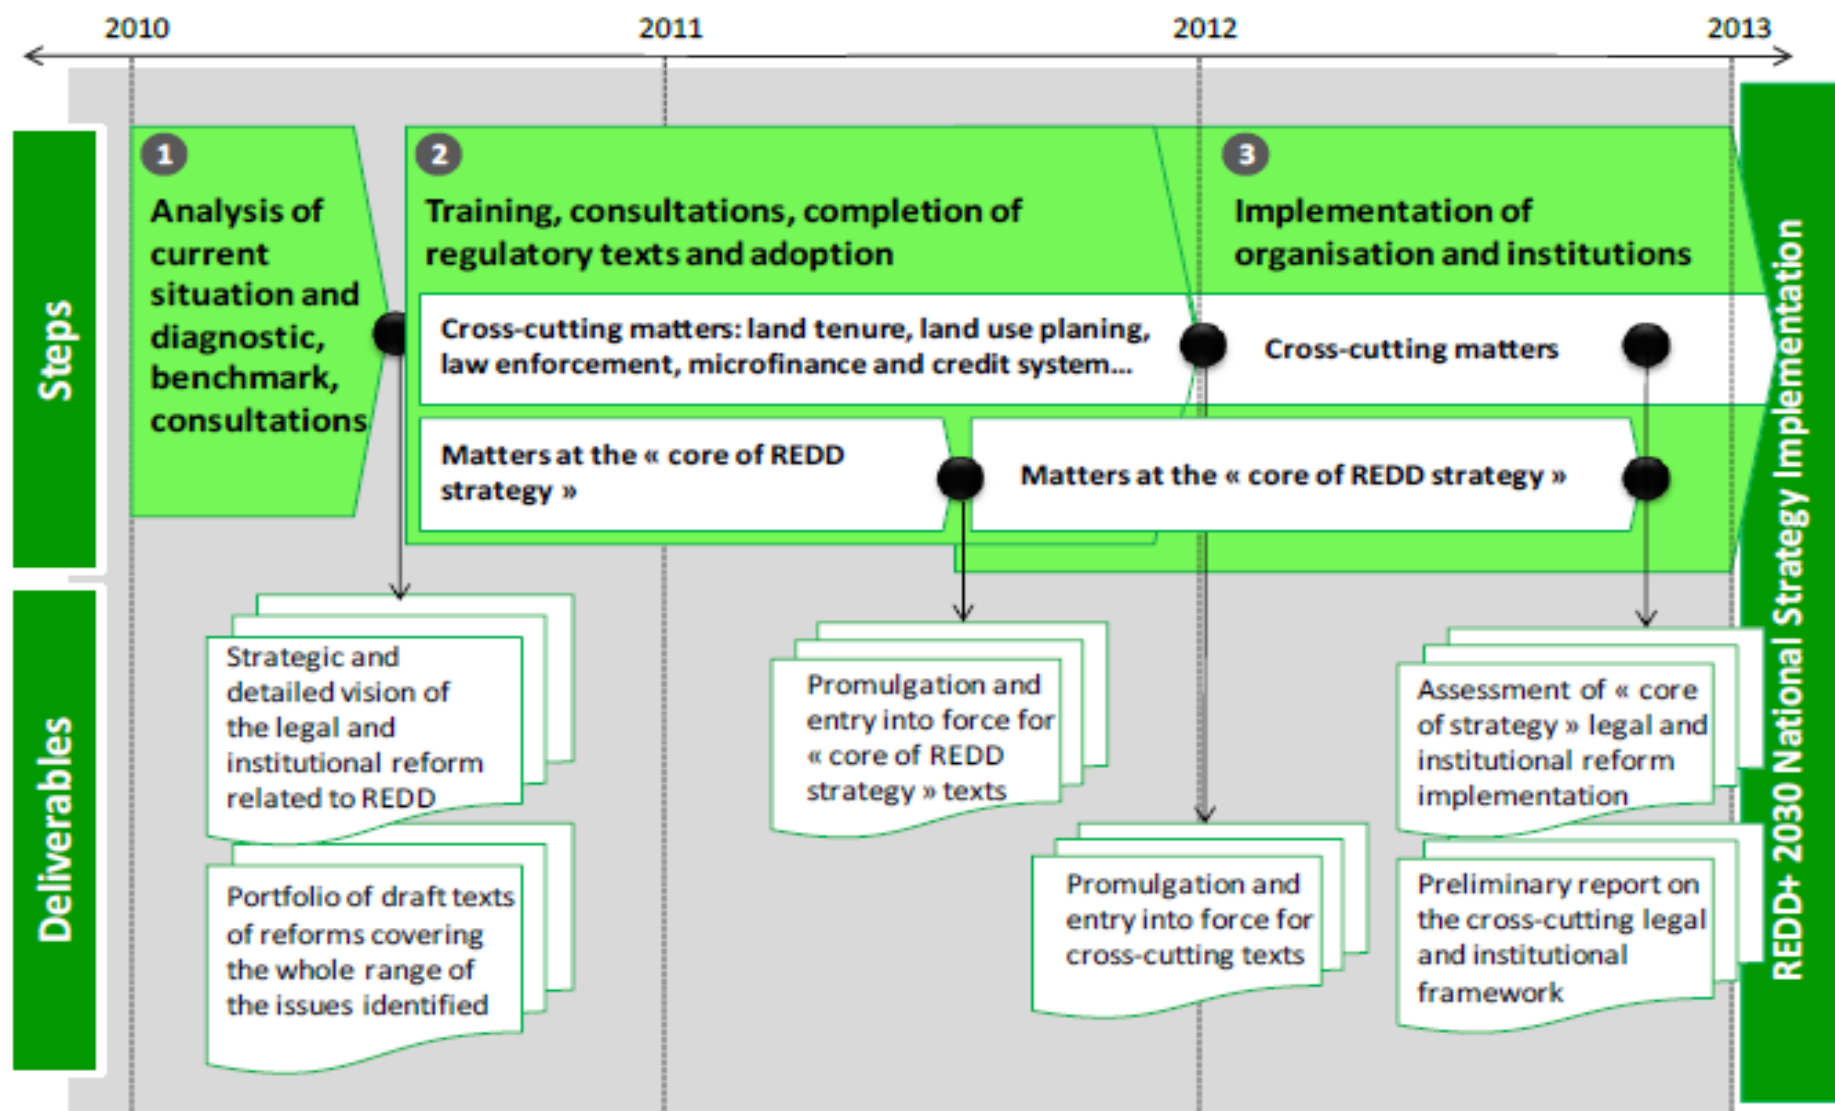 2010
2011
2012
2013
Steps
1
Analysis of
current
situation and
diagnostic,
benchmark,
consultations
2
Training, consultations, completion of
regulatory texts and adoption
Cross-cutting matters: land tenure, land use planing,
law enforcement, microfinance and credit system...
Matters at the « core of REDD
strategy »
3
Implementation of
organisation and institutions
Cross-cutting matters
Matters at the « core of REDD strategy »
Deliverables
Strategic and
detailed vision of
the legal and
institutional reform
related to REDD
Portfolio of draft texts
of reforms covering
the whole range of
the issues identified
Promulgation and
entry into force for
« core of REDD
strategy » texts
Promulgation and
entry into force for
cross-cutting texts
Assessment of « core
of strategy » legal and
institutional reform
implementation
Preliminary report on
the cross-cutting legal
and institutional
framework
REDD+ 2030 National Strategy Implementation